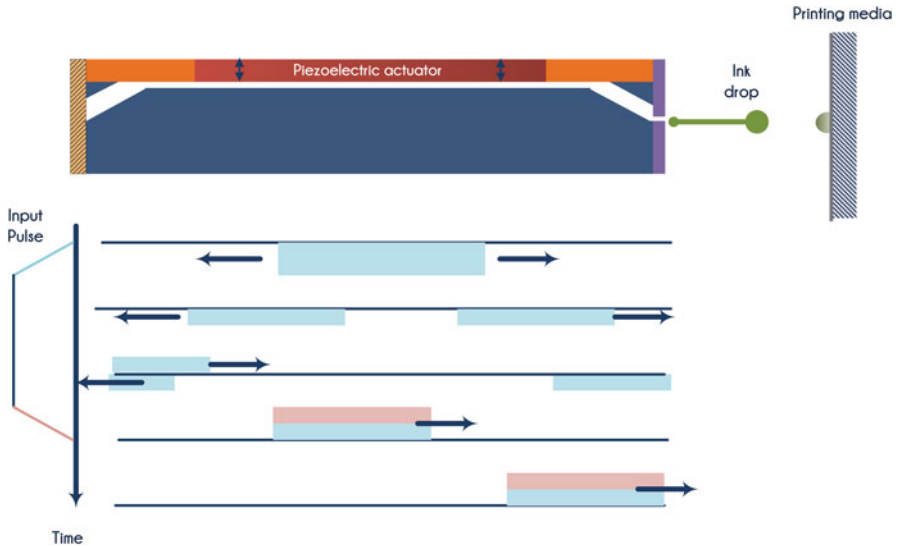 Printing media
Piezoelectric actuator
Ink
drop
Input
Pulse
Time